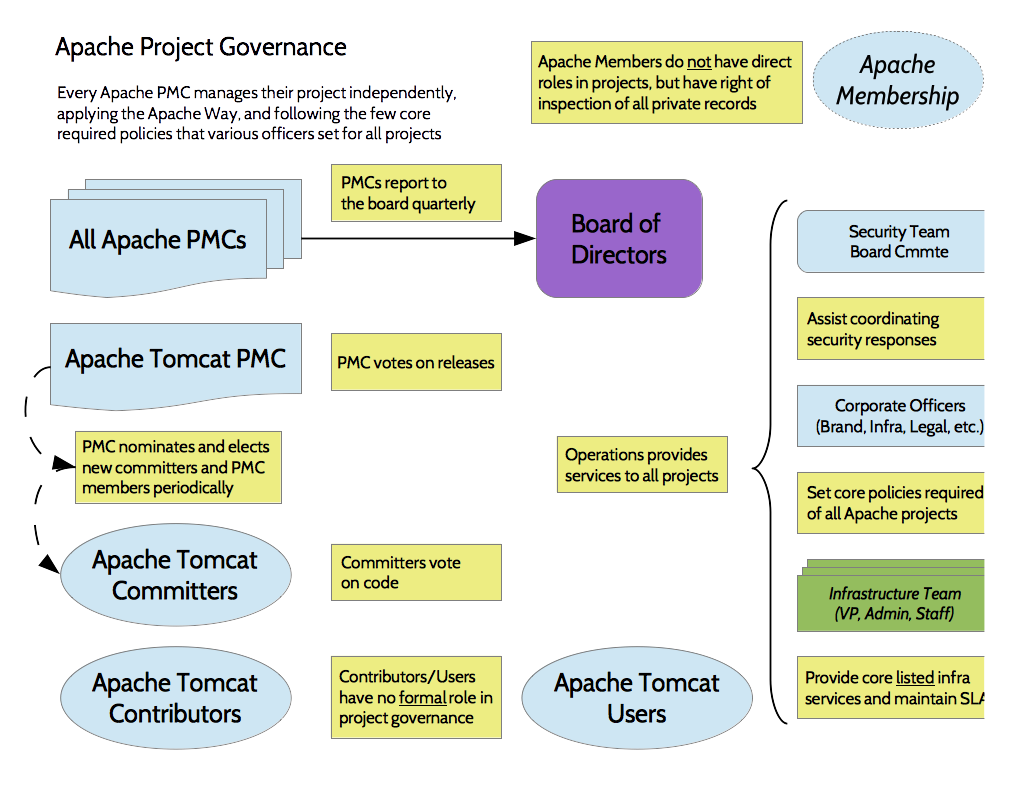 Apache Project Governance
Every Apache PMC manages their project independently,
applying the Apache Way, and following the few core
required policies that various officers set for all projects
Apache Members do not have direct
roles in projects, but have right of
inspection of all private records
Apache
Membership
All Apache PMCs
PMCs report to
the board quarterly
Board of
Directors
Security Team
Board Cmmte
Assist coordinating
security responses
Apache Tomcat PMC
PMC votes on releases
Corporate Officers
(Brand, Infra, Legal, etc.)
PMC nominates and elects
new committers and PMC
members periodically
Operations provides
services to all projects
Set core policies required
of all Apache projects
Apache Tomcat
Committers
Committers vote
on code
Infrastructure Team
(VP, Admin, Staff)
Apache Tomcat
Contributors
Contributors/Users
have no formal role in
project governance
Apache Tomcat
Users
Provide core listed infra
services and maintain SLA